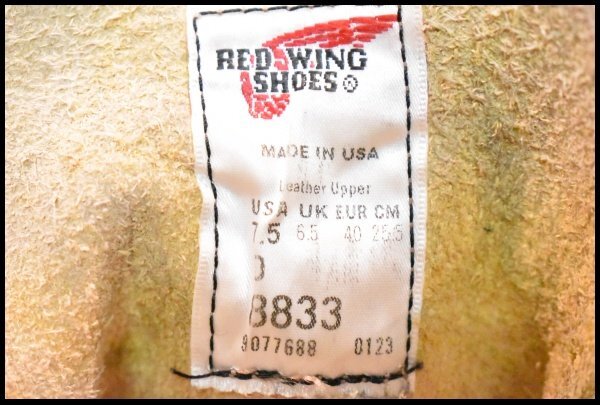 RED WING
SHOES ®
MADE IN USA
Leather Upper
USA UK EUR CM
7.5 6.5 40 25.5
D
8833
9077688 0123